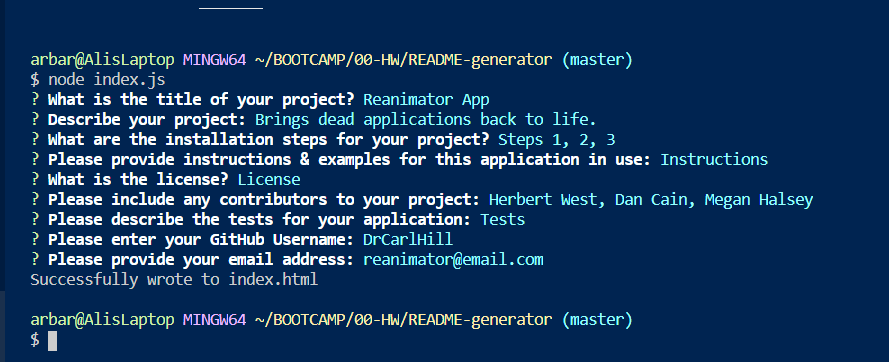 arbar@AlisLaptop MINGW64 ~/BOOTCAMP/00-HW/README-generator (master)
$ node index.js
? What is the title of your project? Reanimator App
? Describe your project: Brings dead applications back to life.
? What are the installation steps for your project? Steps 1, 2, 3
? Please provide instructions & examples for this application in use: Instructions
? What is the license? License
? Please include any contributors to your project: Herbert West, Dan Cain, Megan Halsey
? Please describe the tests for your application: Tests
? Please enter your GitHub Username: DrCarlHill
? Please provide your email address: reanimator@email.com
Successfully wrote to index.html
arbar@AlisLaptop MINGW64 ~/BOOTCAMP/00-HW/README-generator (master)
$